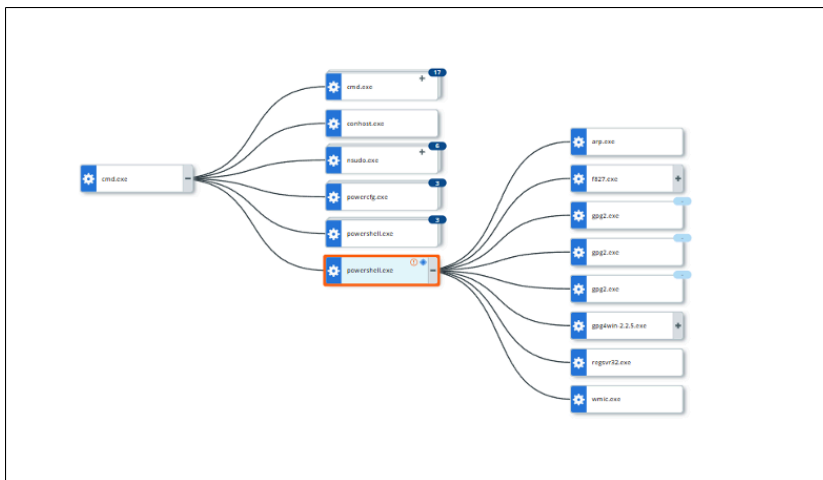 17
cmd.exe
conhost.exe
6
nsudo.exe
3
powercfg.exe
3
powershell.exe
powershell.exe
cmd.exe
arp.exe
f827.exe
gpg2.exe
gpg2.exe
gpg2.exe
gpg4win-2.2.5.exe
regsvr32.exe
wmic.exe